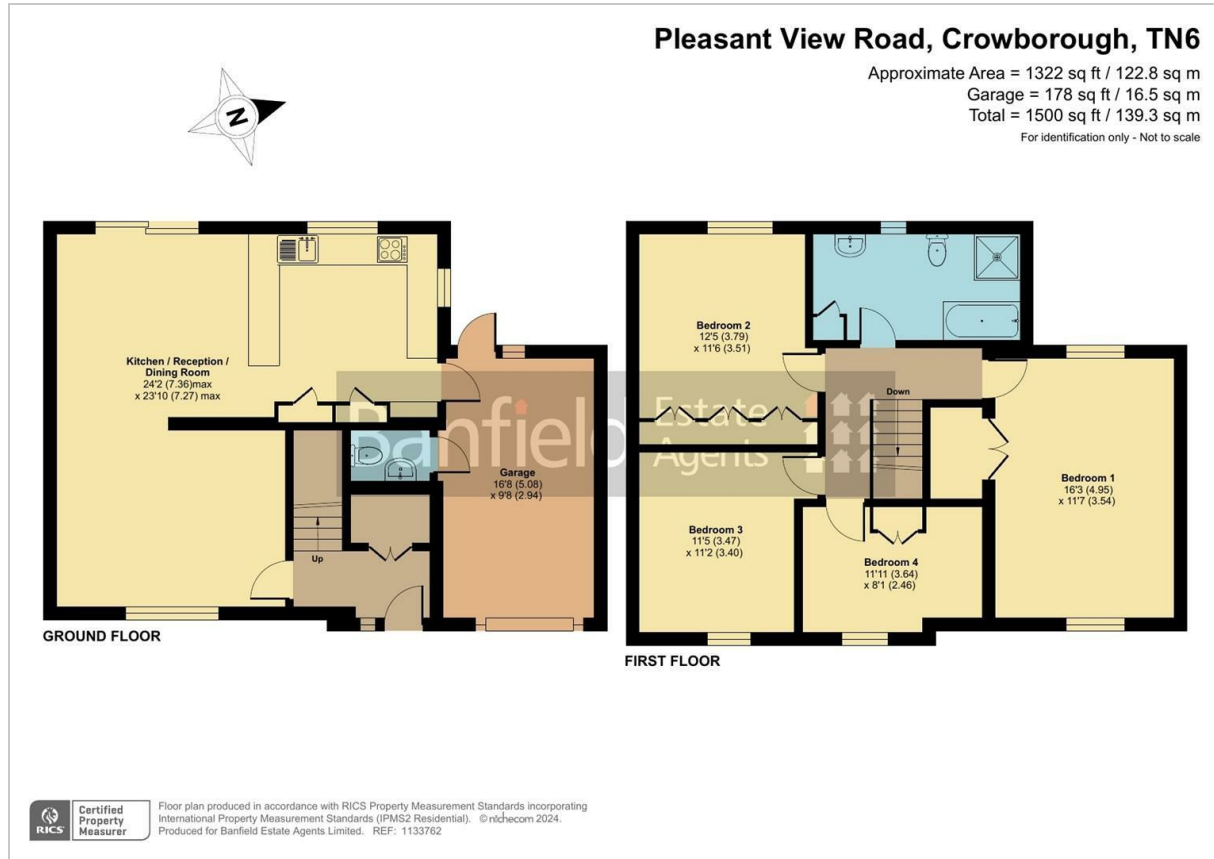 Pleasant View Road, Crowborough, TN6
Approximate Area = 1322 sq ft / 122.8 sq m
Garage = 178 sq ft / 16.5 sq m
Total = 1500 sq ft / 139.3 sq m
For identification only - Not to scale
N
Kitchen / Reception /
Dining Room
24'2 (7.36)max
x 23'10 (7.27) max
Up
Garage
16'8 (5.08)
x 9'8 (2.94)
GROUND FLOOR
Bedroom 2
12'5 (3.79)
x 11'6 (3.51)
Down
Bedroom 1
16'3 (4.95)
x 11'7 (3.54)
Bedroom 3
11'5 (3.47)
x 11'2 (3.40)
Bedroom 4
11'11 (3.64)
x 8'1 (2.46)
FIRST FLOOR
Banfield Estate
Agents
RICS
Certified
Property
Measurer
Floor plan produced in accordance with RICS Property Measurement Standards incorporating
International Property Measurement Standards (IPMS2 Residential). © nichecom 2024.
Produced for Banfield Estate Agents Limited. REF: 1133762